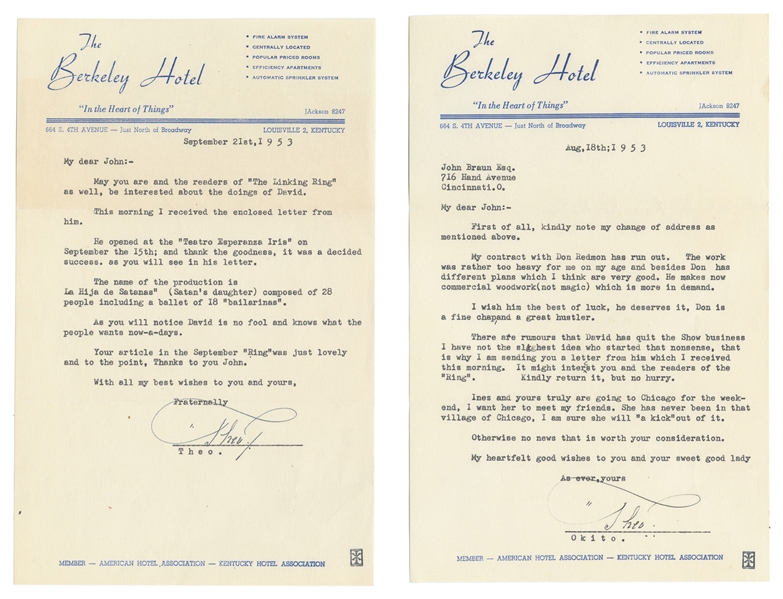 The
Berkeley Hotel
• FIRE ALARM SYSTEM
• CENTRALLY LOCATED
• POPULAR PRICED ROOMS
• EFFICIENCY APARTMENTS
• AUTOMATIC SPRINKLER SYSTEM
"In the Heart of Things"
JAckson 8247
664 S. 4TH AVENUE — Just North of Broadway LOUISVILLE 2, KENTUCKY
September 21st,1 9 5 3
My dear John:-
May you are and the readers of "The Linking Ring"
as well, be interested about the doings of David.
This morning I received the enclosed letter from
him.
He opened at the "Teatro Esperanza Iris" on
September the 15th; and thank the goodness, it was a decided
success. as you will see in his letter.
The name of the production is
La Hija de Satanas" (Satan's daughter) composed of 28
people including a ballet of 18 "bailarinas".
As you will notice David is no fool and knows what the
people wants now-a-days.
Your article in the September "Ring"was just lovely
and to the point, Thanks to you John.
With all my best wishes to you and yours,
Fraternally
" Theo
Theo.
MEMBER — AMERICAN HOTEL ASSOCIATION — KENTUCKY HOTEL ASSOCIATION
The
Berkeley Hotel
• FIRE ALARM SYSTEM
• CENTRALLY LOCATED
• POPULAR PRICED ROOMS
• EFFICIENCY APARTMENTS
• AUTOMATIC SPRINKLER SYSTEM
"In the Heart of Things"
JAckson 8247
664 S. 4TH AVENUE — Just North of Broadway LOUISVILLE 2, KENTUCKY
Aug,18th;1 9 5 3
John Braun Esq.
716 Hand Avenue
Cincinnati.O.
My dear John:-
First of all, kindly note my change of address as
mentioned above.
My contract with Don Redmon has run out. The work
was rather too heavy for me on my age and besides Don has
different plans which I think are very good. He makes now
commercial woodwork(not magic) which is more in demand.
I wish him the best of luck, he deserves it, Don is
a fine chapand a great hustler.
There are rumours that David has quit the Show business
I have not the slghest idea who started that nonsense, that
is why I am sending you a letter from him which I received
this morning. It might interst you and the readers of the
"Ring". Kindly return it, but no hurry.
Ines and yours truly are going to Chicago for the week-
end, I want her to meet my friends. She has never been in that
village of Chicago, I am sure she will "a kick"out of it.
Otherwise no news that is worth your consideration.
My heartfelt good wishes to you and your sweet good lady
As ever,yours
" Theo.
Okito. "
MEMBER — AMERICAN HOTEL ASSOCIATION — KENTUCKY HOTEL ASSOCIATION